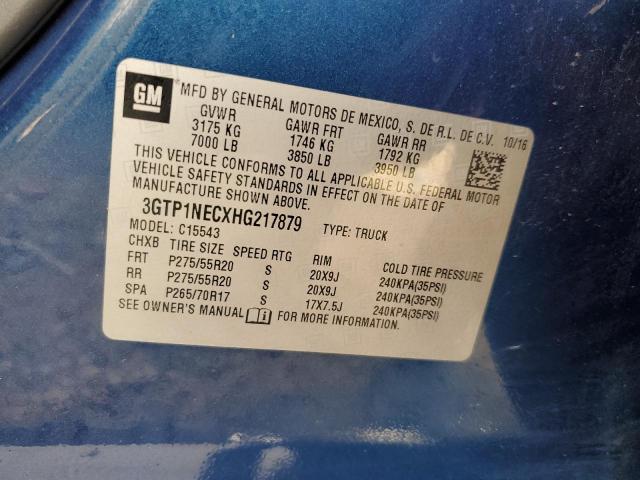 GM
MFD BY GENERAL MOTORS DE MEXICO, S. DE R.L. DE C.V. 10/16
GVWR GAWR FRT GAWR RR
3175 KG 1746 KG 1792 KG
7000 LB 3850 LB 3950 LB
THIS VEHICLE CONFORMS TO ALL APPLICABLE U.S. FEDERAL MOTOR
VEHICLE SAFETY STANDARDS IN EFFECT ON THE DATE OF
MANUFACTURE SHOWN ABOVE.
3GTP1NECXHG217879
MODEL: C15543 TYPE: TRUCK
CHXB TIRE SIZE SPEED RTG RIM COLD TIRE PRESSURE
FRT P275/55R20 S 20X9J 240KPA(35PSI)
RR P275/55R20 S 20X9J 240KPA(35PSI)
SPA P265/70R17 S 17X7.5J 240KPA(35PSI)
SEE OWNER'S MANUAL FOR MORE INFORMATION.